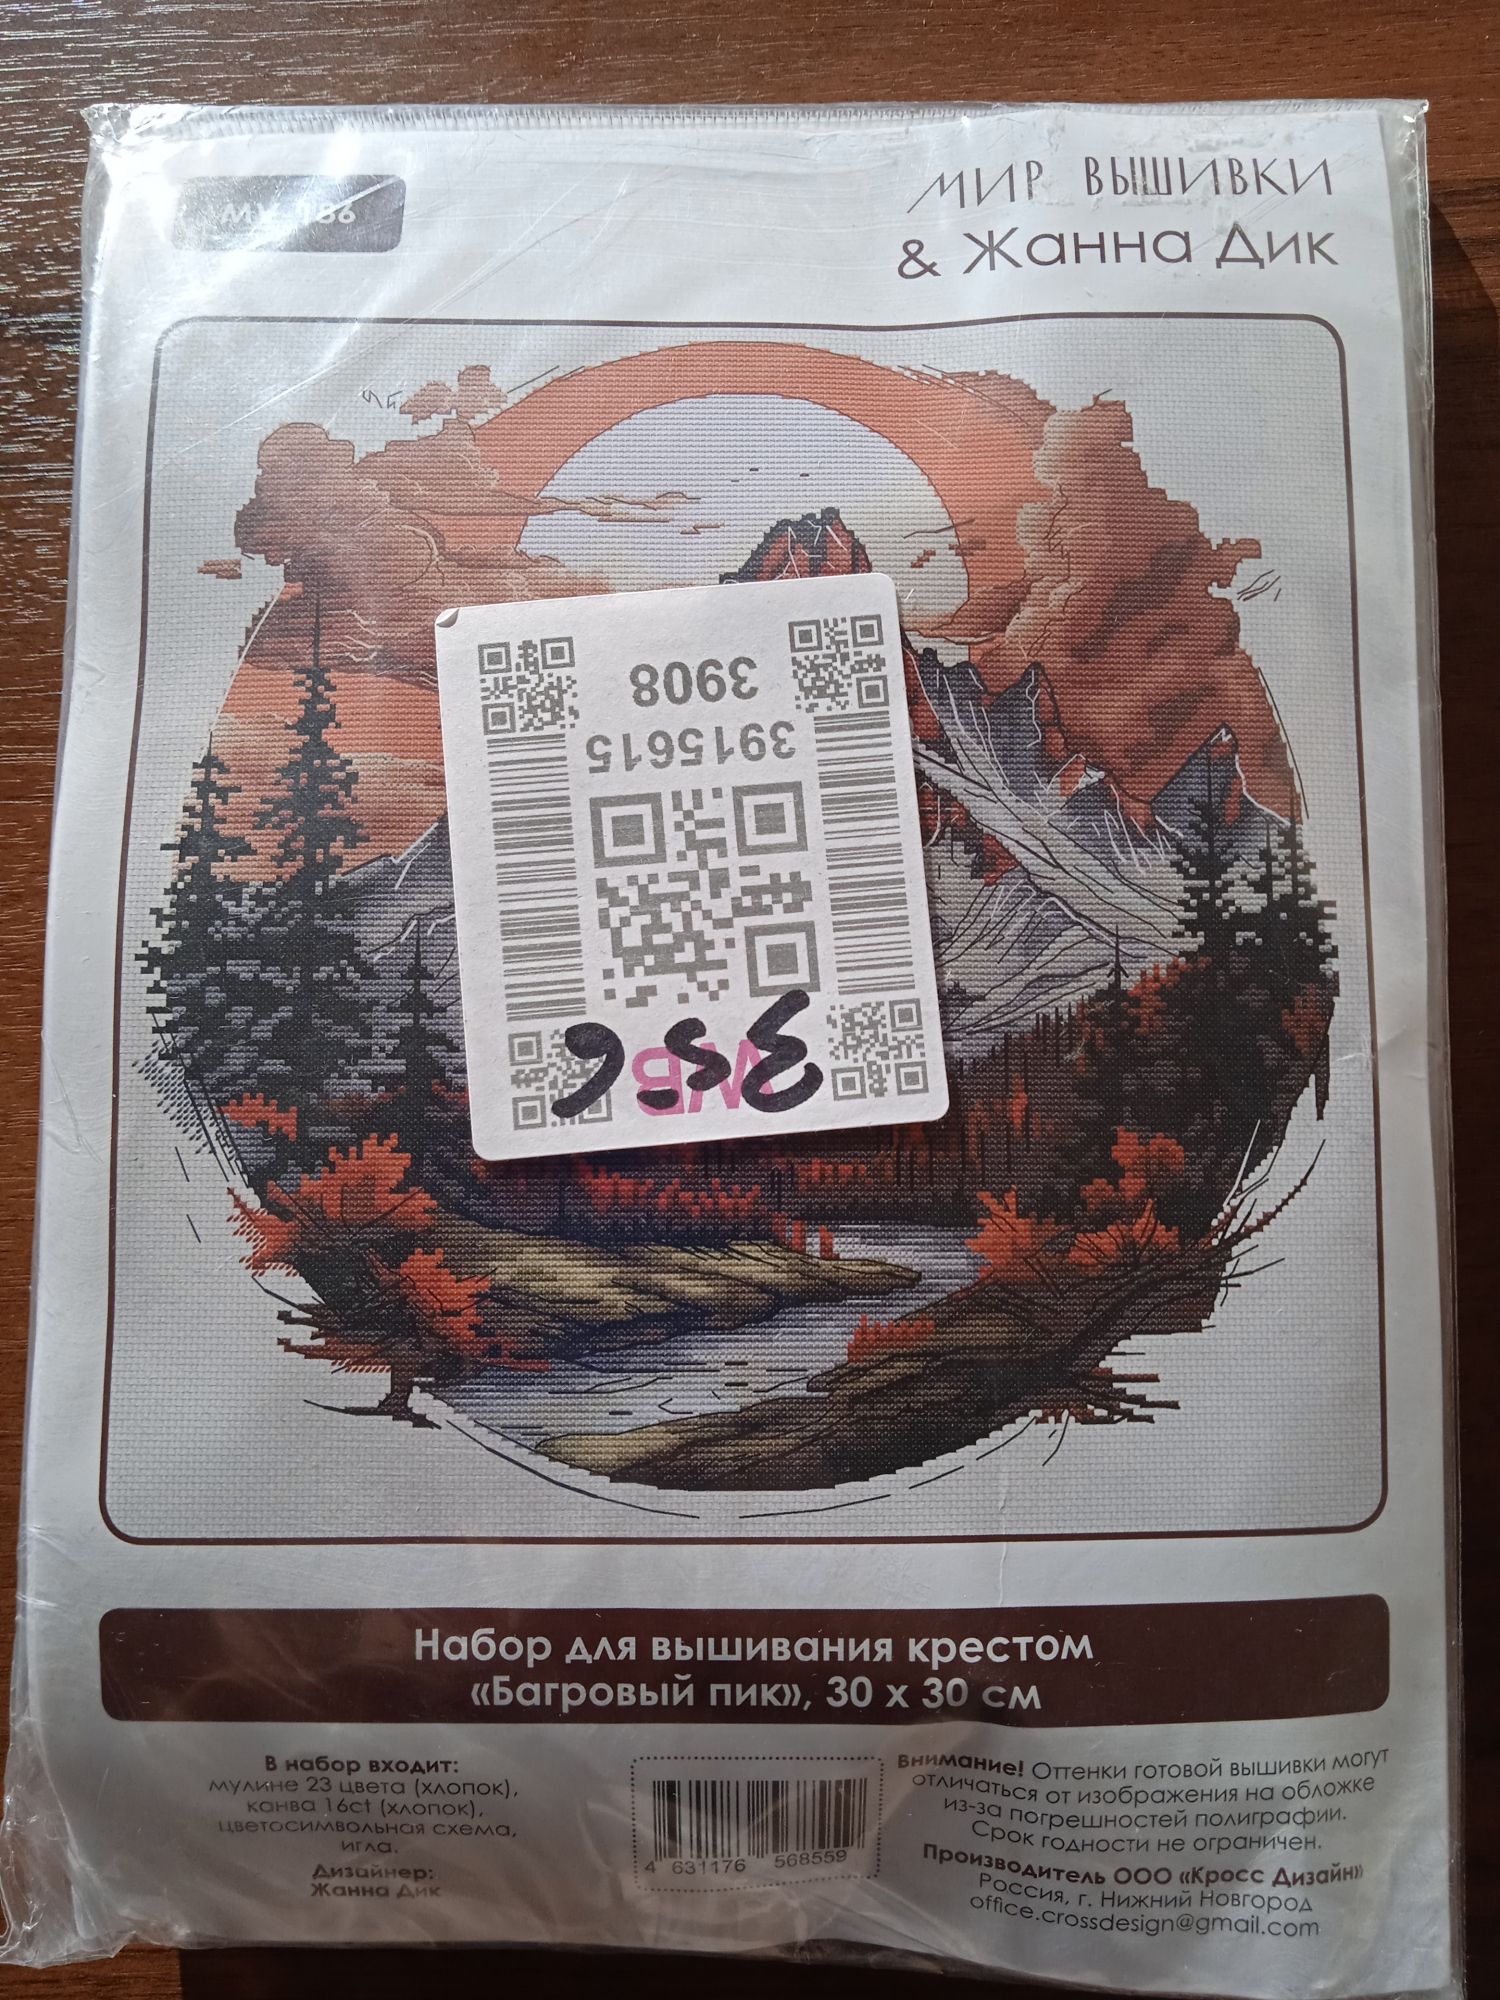 МИР ВЫШИВКИ
& Жанна Дик
3908
3915615
WB
Набор для вышивания крестом
«Багровый пик», 30 х 30 см
В набор входит:
мулине 23 цвета (хлопок),
канва 16ct (хлопок),
цветосимвольная схема,
игла.
Дизайнер:
Жанна Дик
4 631176 568559
Внимание! Оттенки готовой вышивки могут
отличаться от изображения на обложке
из-за погрешностей полиграфии.
Срок годности не ограничен.
Производитель ООО «Кросс Дизайн»
Россия, г. Нижний Новгород
office.crossdesign@gmail.com